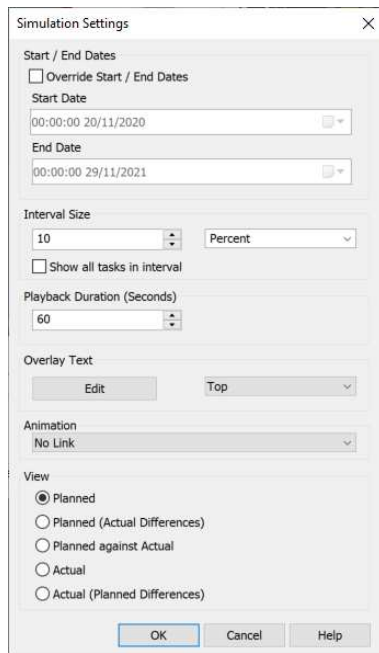 Simulation Settings
Start / End Dates
Override Start / End Dates
Start Date
00:00:00 20/11/2020
End Date
00:00:00 29/11/2021
Interval Size
10
Percent
Show all tasks in interval
Playback Duration (Seconds)
60
Overlay Text
Edit
Top
Animation
No Link
View
Planned
Planned (Actual Differences)
Planned against Actual
Actual
Actual (Planned Differences)
OK
Cancel
Help